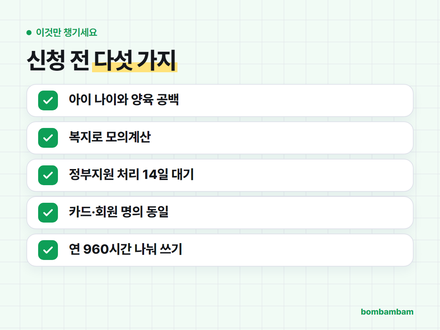 이것만 챙기세요
신청 전 다섯 가지
아이 나이와 양육 공백
복지로 모의계산
정부지원 처리 14일 대기
카드·회원 명의 동일
연 960시간 나눠 쓰기
bombambam